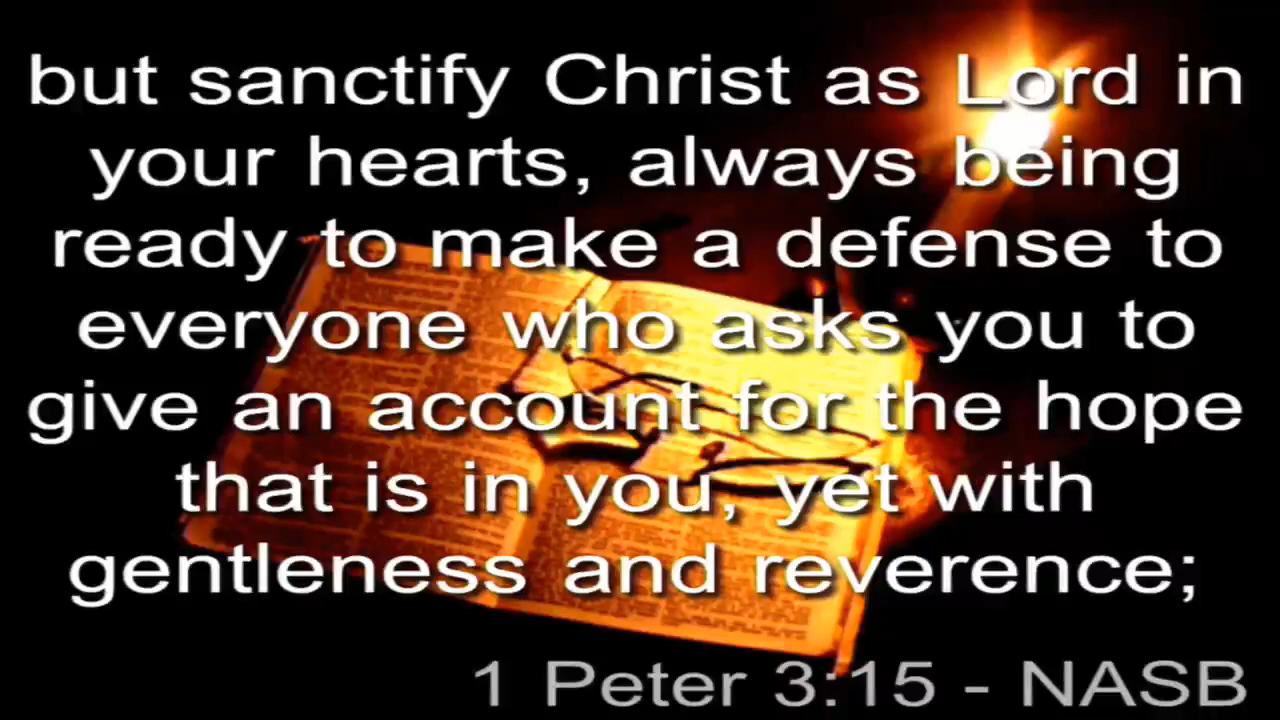 but sanctify Christ as Lord in
your hearts, always being
ready to make a defense to
everyone who asks you to
give an account for the hope
that is in you, yet with
gentleness and reverence;
1 Peter 3:15 - NASB